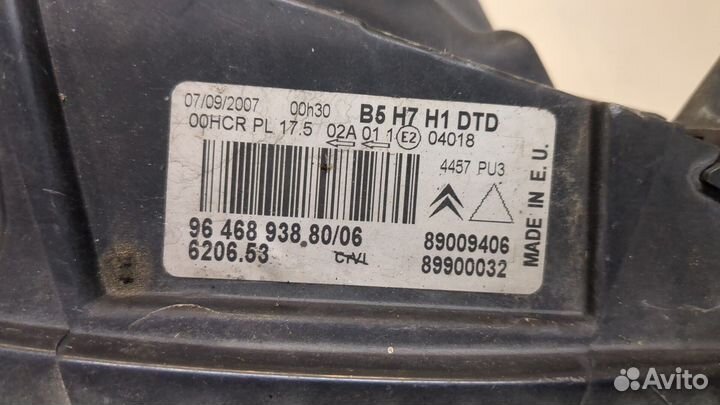 07/09/2007 00h30 B5 H7 H1 DTD
00HCR PL 17.5 02A 01 1 E2 04018
4457 PU3
96 468 938.80/06 89009406
6206.53 89900032
MADE IN E.U.
Avito